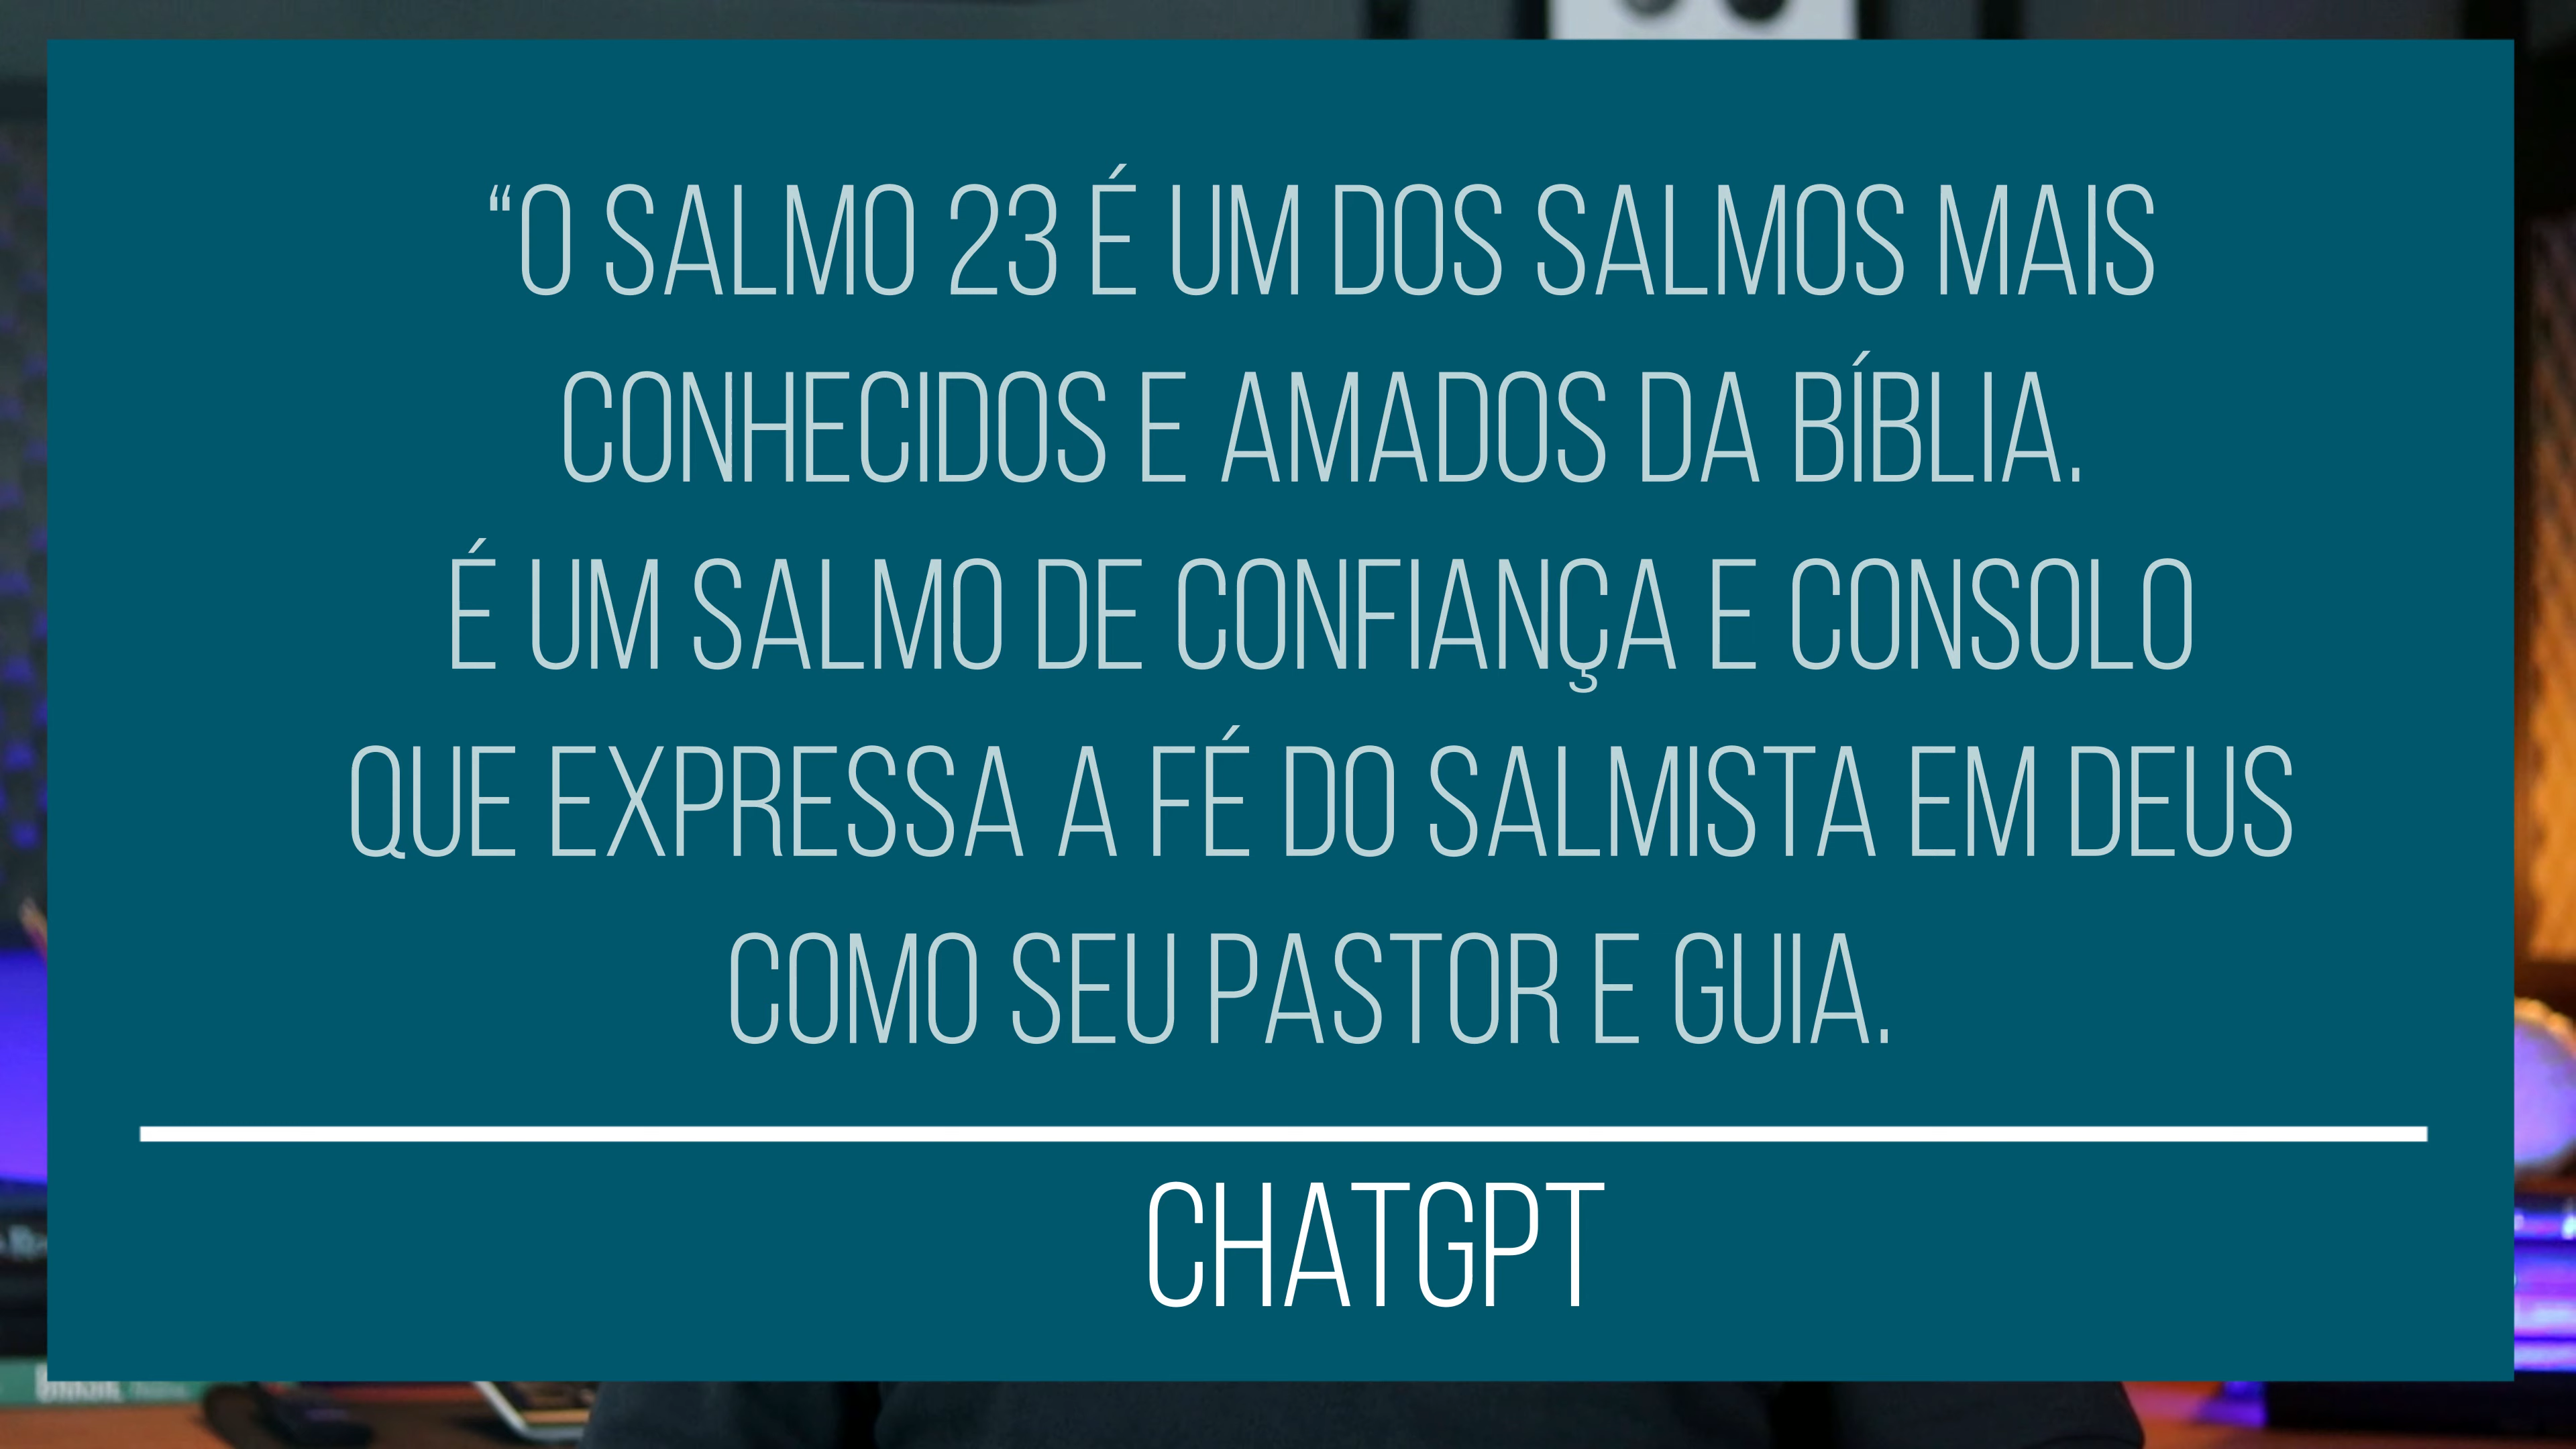 “O SALMO 23 É UM DOS SALMOS MAIS
CONHECIDOS E AMADOS DA BÍBLIA.
É UM SALMO DE CONFIANÇA E CONSOLO
QUE EXPRESSA A FÉ DO SALMISTA EM DEUS
COMO SEU PASTOR E GUIA.
CHATGPT